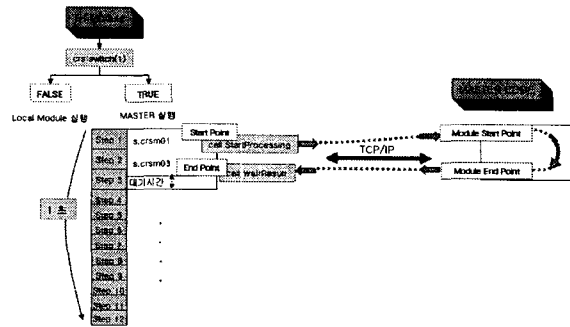 crs switch(1)
FALSE
TRUE
Local Module 실행
MASTER 실행
Step 1
s.crsm01
Start Point
call StartProcessing
Module Start Point
TCP/IP
Step 2
s.crsm03
End Point
call WaitResult
Module End Point
Step 3
대기시간
1 초
Step 4
Step 5
Step 6
Step 7
Step 8
Step 9
Step 10
Step 11
Step 12